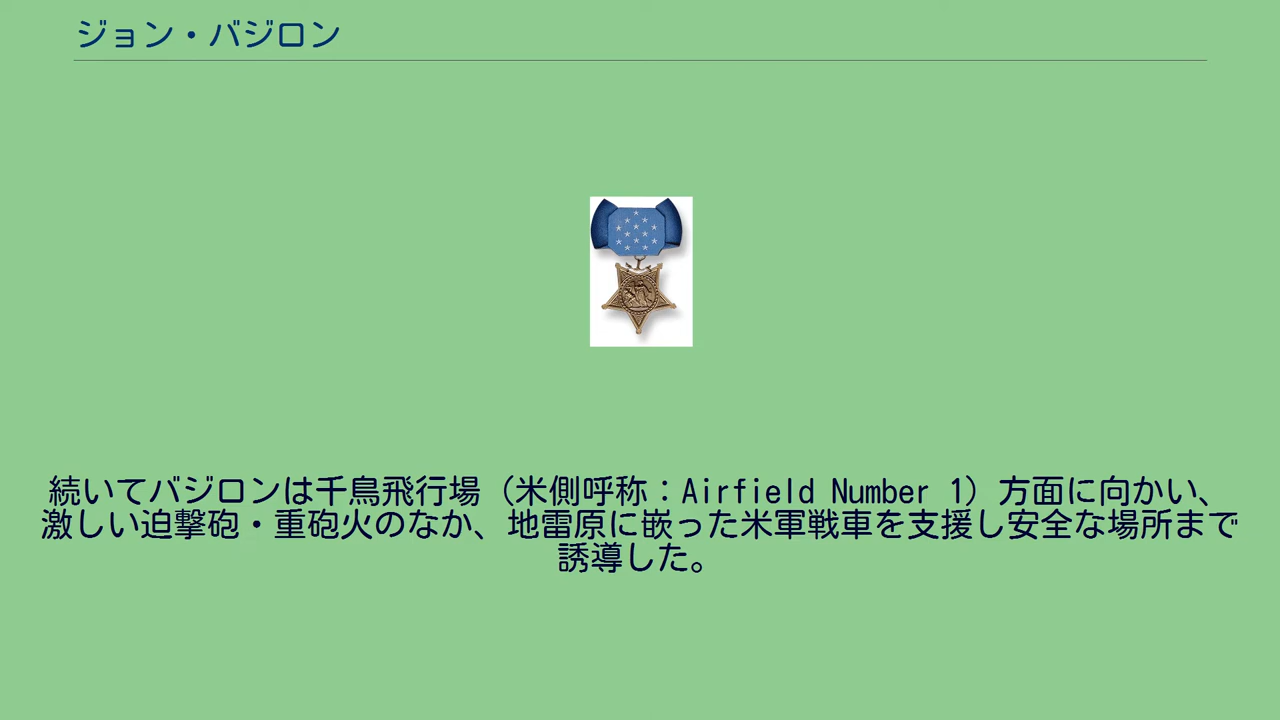 ジョン・バジロン
続いてバジロンは千鳥飛行場（米側呼称：Airfield Number 1）方面に向かい、
激しい迫撃砲・重砲火のなか、地雷原に嵌った米軍戦車を支援し安全な場所まで
誘導した。